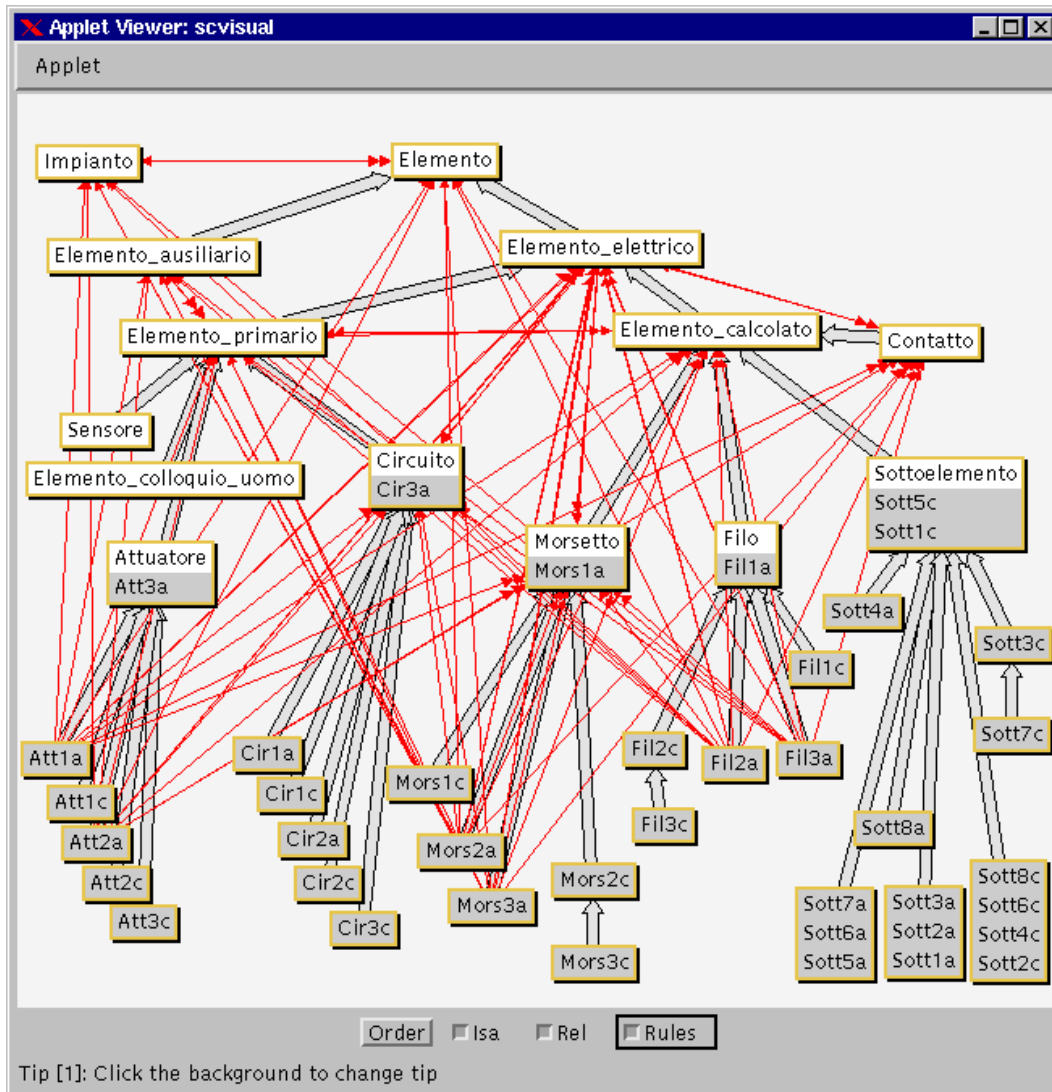 Applet Viewer: scvisual
Applet
Impianto
Elemento
Elemento_ausiliario
Elemento_elettrico
Elemento_primario
Elemento_calcolato
Contatto
Sensore
Elemento_colloquio_uomo
Circuito
Cir3a
Sottoelemento
Sott5c
Sott1c
Attuatore
Att3a
Morsetto
Mors1a
Filo
Fil1a
Sott4a
Sott3c
Fil1c
Att1a
Cir1a
Mors1c
Fil2c
Fil2a
Fil3a
Sott7c
Att1c
Cir1c
Att2a
Cir2a
Mors2a
Fil3c
Sott8a
Att2c
Cir2c
Mors3a
Mors2c
Att3c
Cir3c
Mors3c
Sott7a
Sott6a
Sott5a
Sott3a
Sott2a
Sott1a
Sott8c
Sott6c
Sott4c
Sott2c
Order Isa Rel Rules
Tip [1]: Click the background to change tip